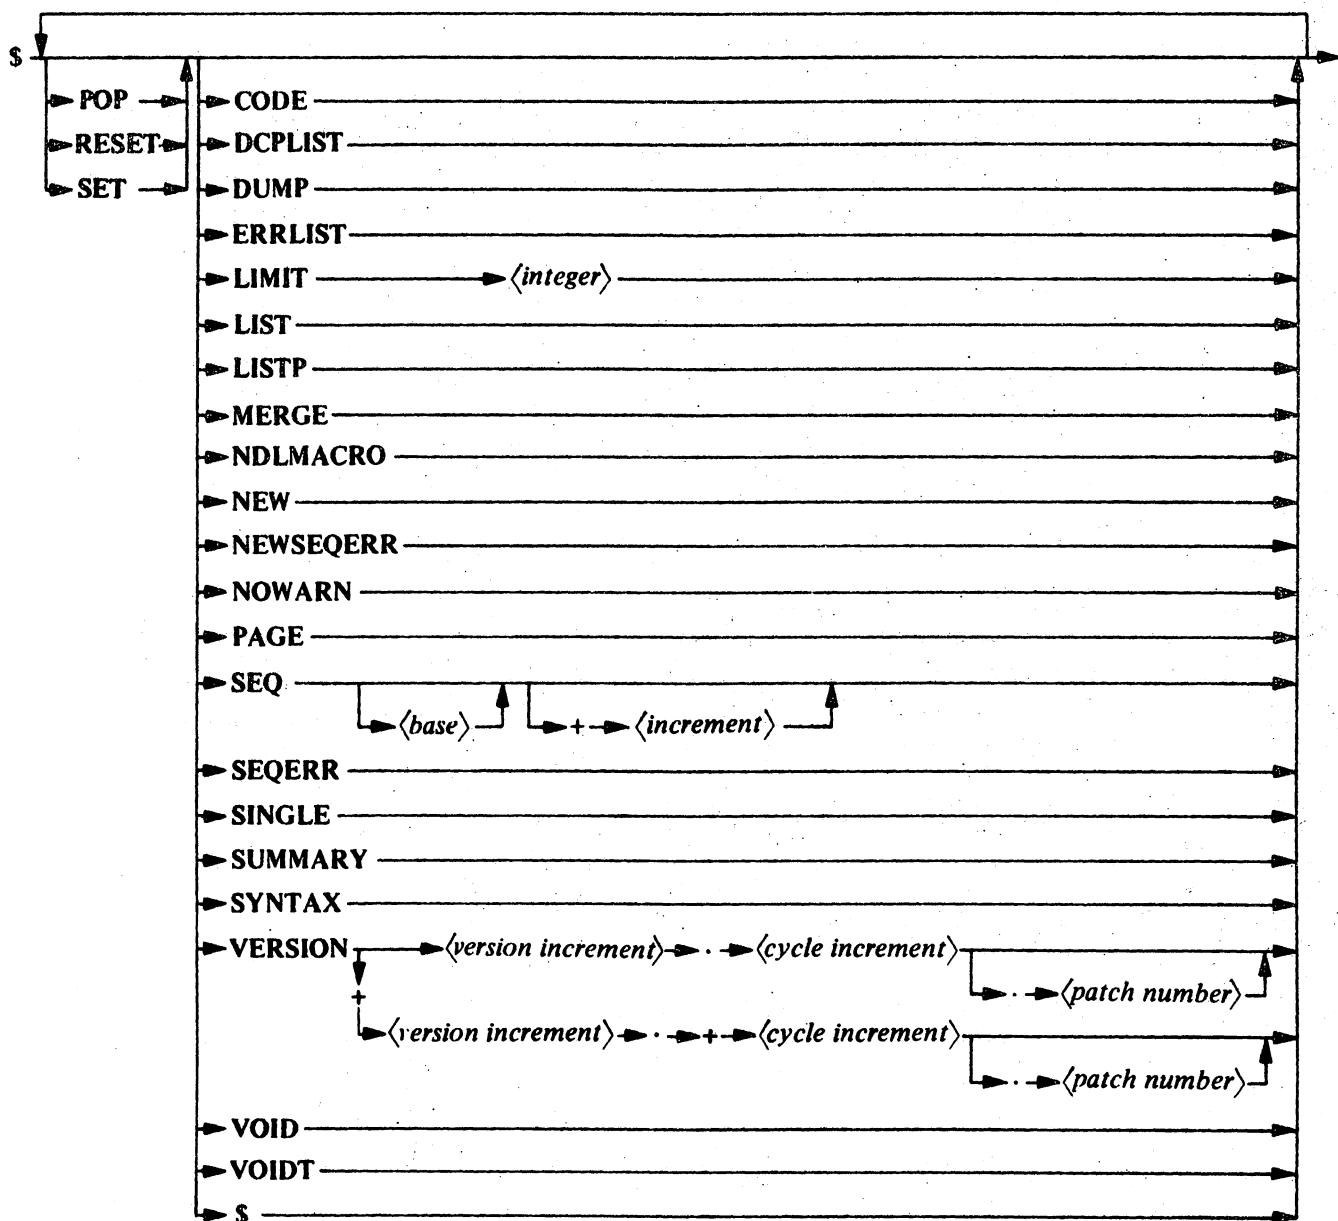 $
POP CODE
RESET DCPLIST
SET DUMP
ERRLIST
LIMIT ⟨integer⟩
LIST
LISTP
MERGE
NDLMACRO
NEW
NEWSEQERR
NOWARN
PAGE
SEQ
⟨base⟩ + ⟨increment⟩
SEQERR
SINGLE
SUMMARY
SYNTAX
VERSION ⟨version increment⟩ . ⟨cycle increment⟩
+ . ⟨patch number⟩
⟨version increment⟩ . + ⟨cycle increment⟩
. ⟨patch number⟩
VOID
VOIDT
$